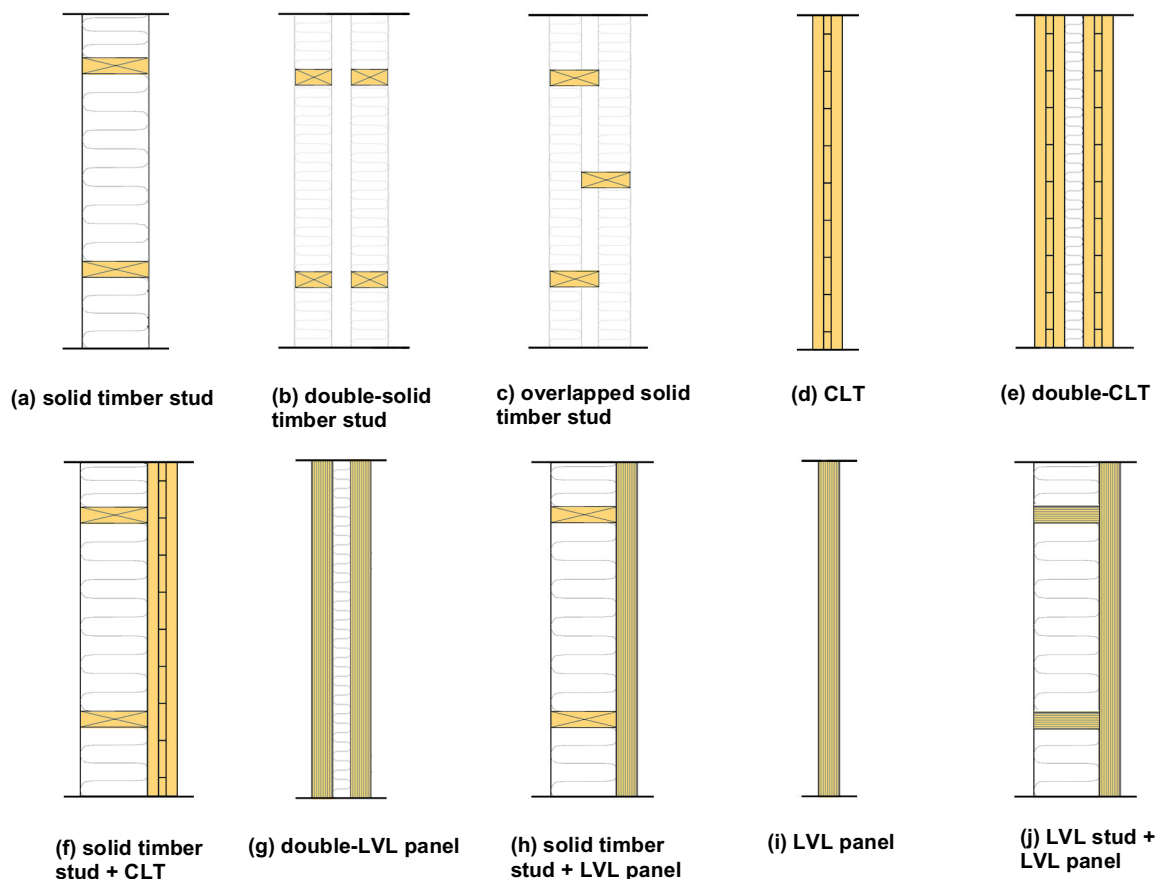 (a) solid timber stud
(b) double-solid
timber stud
c) overlapped solid
timber stud
(d) CLT
(e) double-CLT
(f) solid timber
stud + CLT
(g) double-LVL panel
(h) solid timber
stud + LVL panel
(i) LVL panel
(j) LVL stud +
LVL panel